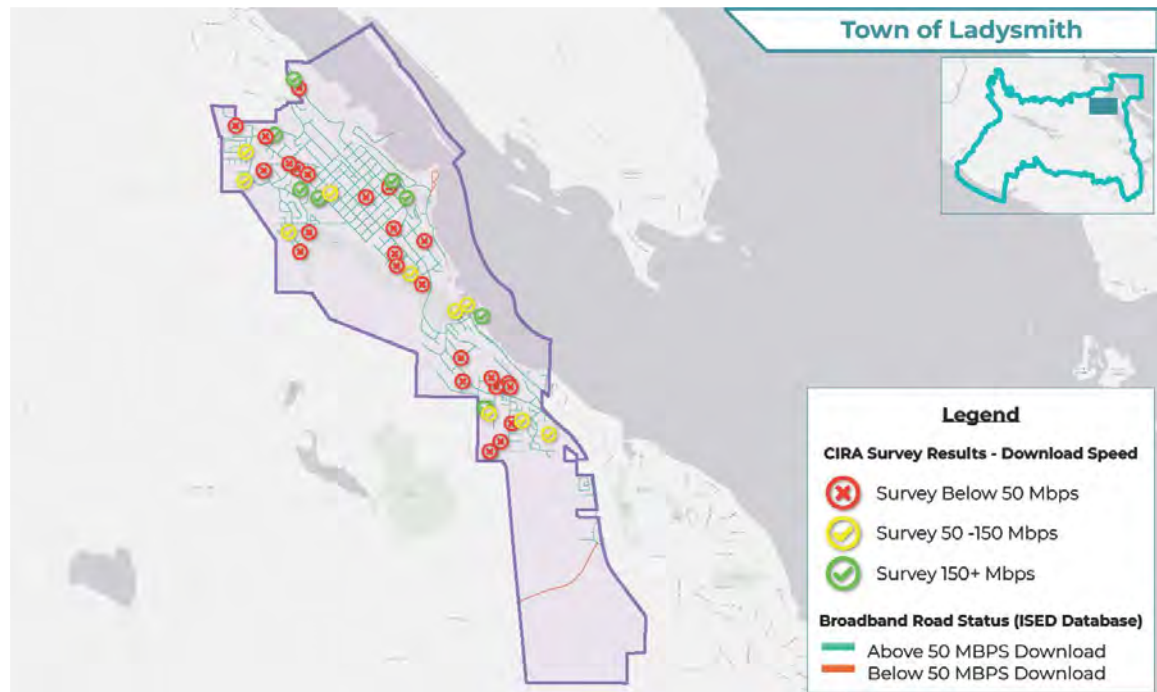 Town of Ladysmith
Legend
CIRA Survey Results - Download Speed
Survey Below 50 Mbps
Survey 50 -150 Mbps
Survey 150+ Mbps
Broadband Road Status (ISED Database)
Above 50 MBPS Download
Below 50 MBPS Download